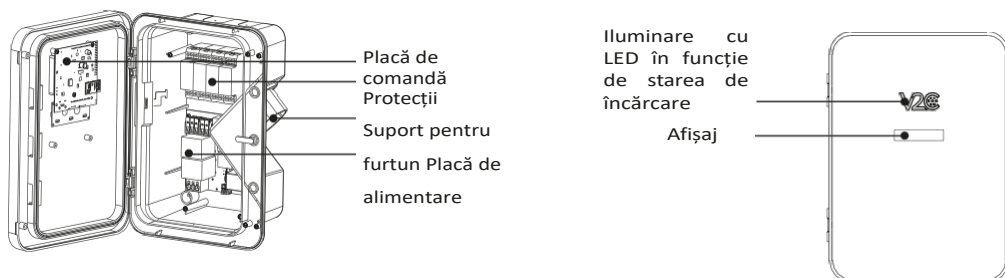 Placă de
comandă
Protecții
Suport pentru
furtun Placă de
alimentare
Iluminare cu
LED în funcție
de starea de
încărcare
V2C
Afișaj